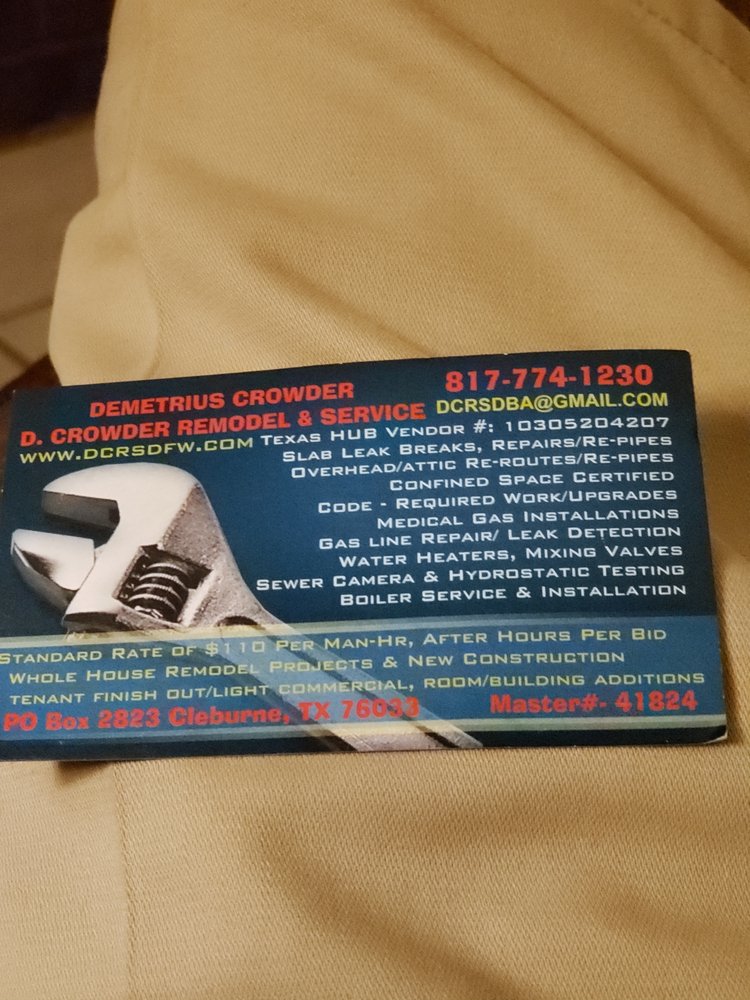 DEMETRIUS CROWDER
817-774-1230
D. CROWDER REMODEL & SERVICE
DCRSDBA@GMAIL.COM
WWW.DCRSDFW.COM
TEXAS HUB VENDOR #: 10305204207
SLAB LEAK BREAKS, REPAIRS/RE-PIPES
OVERHEAD/ATTIC RE-ROUTES/RE-PIPES
CONFINED SPACE CERTIFIED
CODE - REQUIRED WORK/UPGRADES
MEDICAL GAS INSTALLATIONS
GAS LINE REPAIR/ LEAK DETECTION
WATER HEATERS, MIXING VALVES
SEWER CAMERA & HYDROSTATIC TESTING
BOILER SERVICE & INSTALLATION
STANDARD RATE OF $110 PER MAN-HR, AFTER HOURS PER BID
WHOLE HOUSE REMODEL PROJECTS & NEW CONSTRUCTION
TENANT FINISH OUT/LIGHT COMMERCIAL, ROOM/BUILDING ADDITIONS
PO Box 2823 Cleburne, TX 76033
Master#- 41824